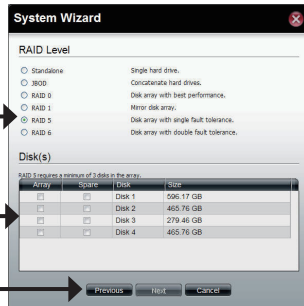 System Wizard
RAID Level
Standalone Single hard drive.
JBOD Concatenate hard drives.
RAID 0 Disk array with best performance.
RAID 1 Mirror disk array.
RAID 5 Disk array with single fault tolerance.
RAID 6 Disk array with double fault tolerance.
Disk(s)
RAID 5 requires a minimum of 3 disks in the array.
Array Spare Disk Size
Disk 1 596.17 GB
Disk 2 465.76 GB
Disk 3 279.46 GB
Disk 4 465.76 GB
Previous Next Cancel